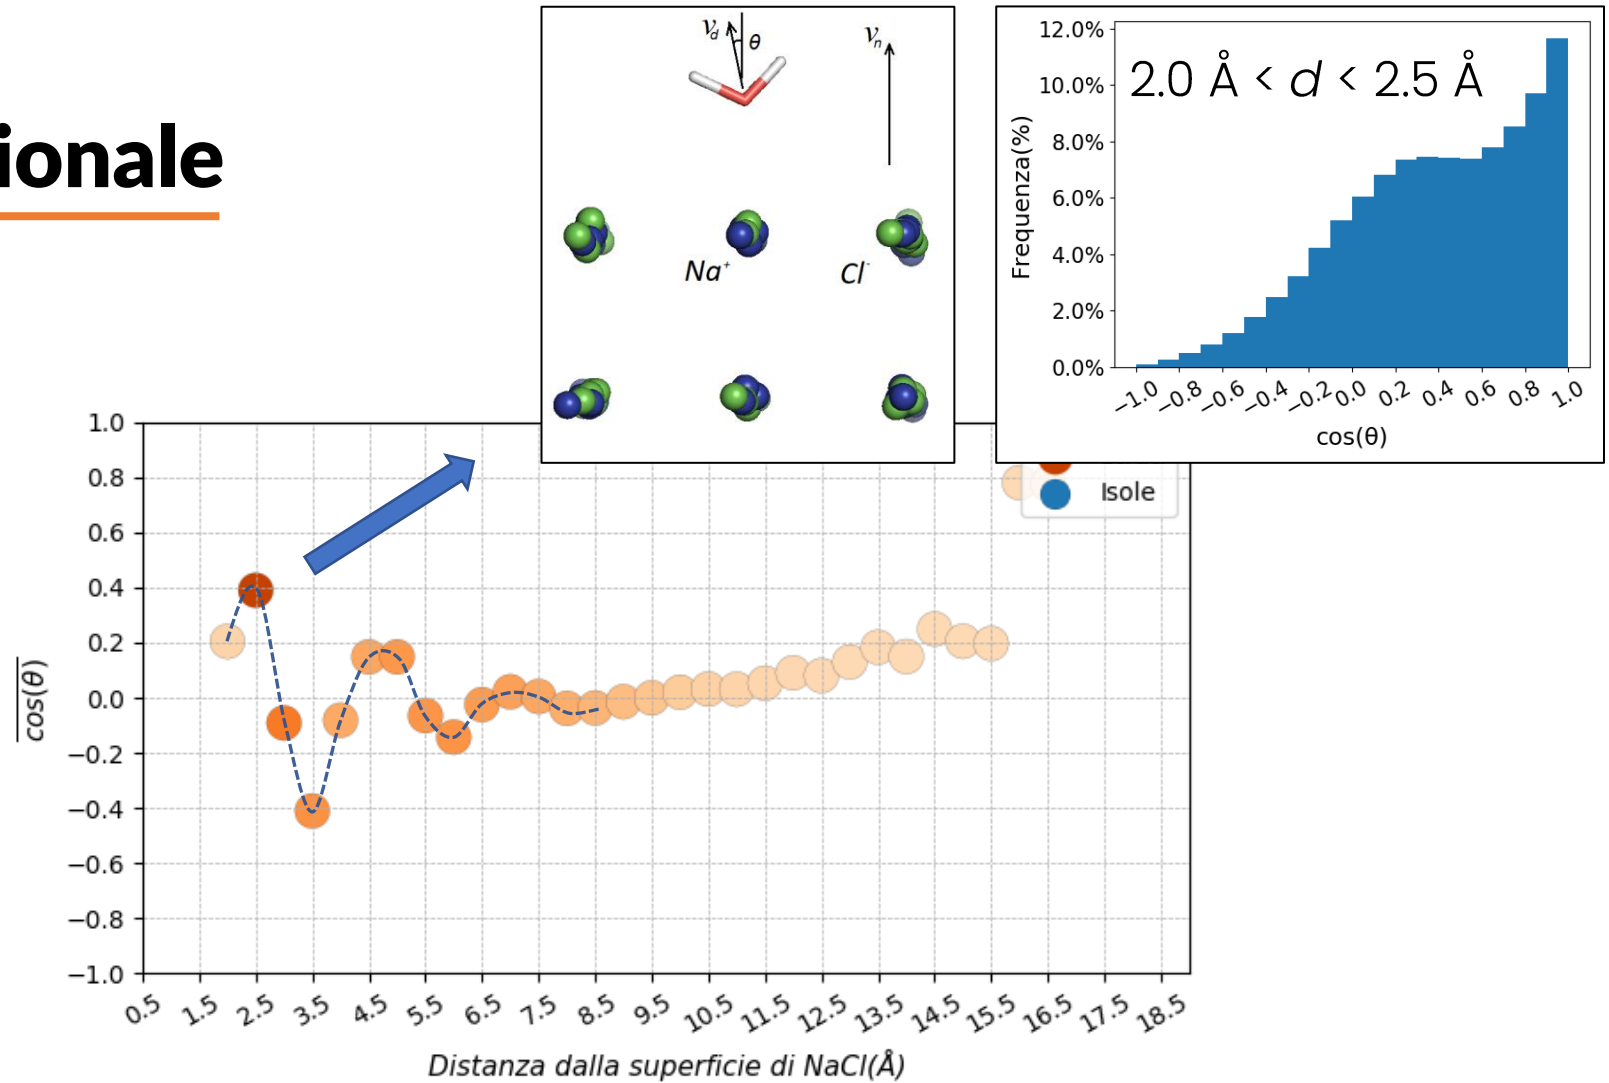 ionale
v_d
θ
v_n
Na⁺
Cl⁻
12.0%
10.0%
8.0%
6.0%
4.0%
2.0%
0.0%
Frequenza(%)
2.0 Å < d < 2.5 Å
−1.0 −0.8 −0.6 −0.4 −0.2 0.0 0.2 0.4 0.6 0.8 1.0
cos(θ)
Isole
1.0
0.8
0.6
0.4
0.2
0.0
−0.2
−0.4
−0.6
−0.8
−1.0
cos(θ)
0.5 1.5 2.5 3.5 4.5 5.5 6.5 7.5 8.5 9.5 10.5 11.5 12.5 13.5 14.5 15.5 16.5 17.5 18.5
Distanza dalla superficie di NaCl(Å)